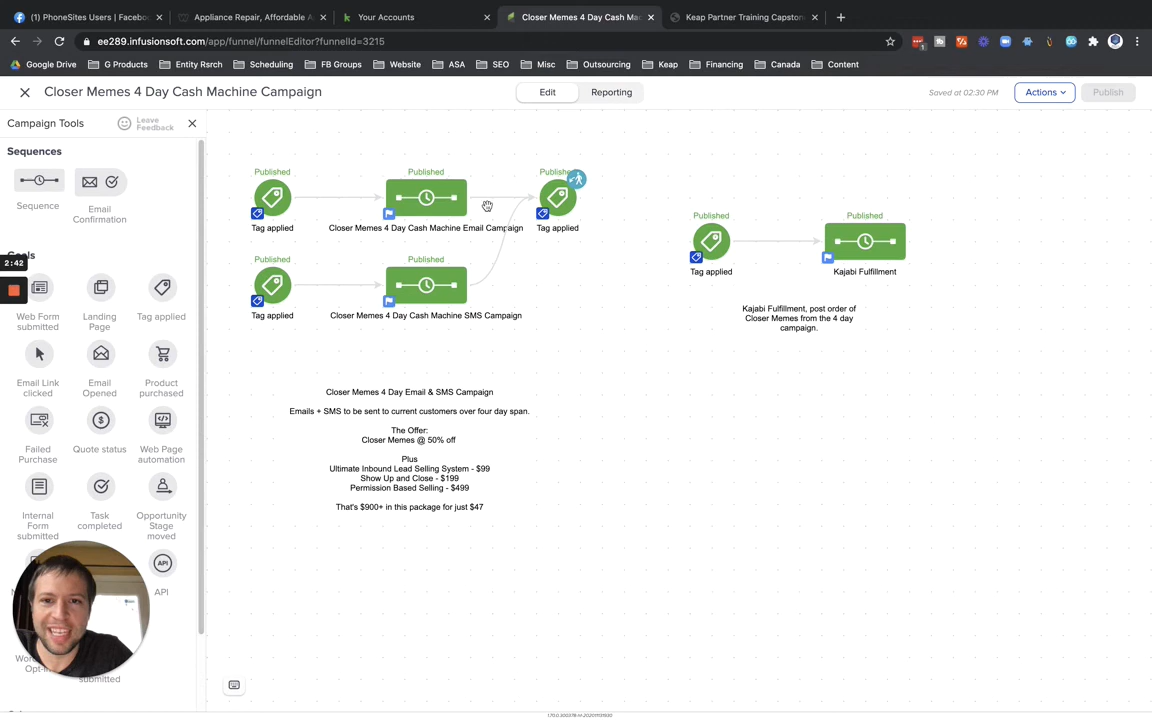 (1) PhoneSites Users | Facebo
Appliance Repair, Affordable A
Your Accounts
Closer Memes 4 Day Cash Mac
Keap Partner Training Capston
ee289.infusionsoft.com/app/funnel/funnelEditor?funnelId=3215
Google Drive
G Products
Entity Rsrch
Scheduling
FB Groups
Website
ASA
SEO
Misc
Outsourcing
Keap
Financing
Canada
Content
Closer Memes 4 Day Cash Machine Campaign
Edit
Reporting
Saved at 02:30 PM
Actions
Publish
Campaign Tools
Leave
Feedback
Sequences
Sequence
Email
Confirmation
Goals
2:42
Web Form
submitted
Landing
Page
Tag applied
Email Link
clicked
Email
Opened
Product
purchased
Failed
Purchase
Quote status
Web Page
automation
Internal
Form
submitted
Task
completed
Opportunity
Stage
moved
API
API
Opt-in
submitted
Published
Tag applied
Published
Closer Memes 4 Day Cash Machine Email Campaign
Published
Tag applied
Published
Tag applied
Published
Closer Memes 4 Day Cash Machine SMS Campaign
Published
Tag applied
Published
Kajabi Fulfillment
Kajabi Fulfillment, post order of
Closer Memes from the 4 day
campaign.
Closer Memes 4 Day Email & SMS Campaign
Emails + SMS to be sent to current customers over four day span.
The Offer:
Closer Memes @ 50% off
Plus
Ultimate Inbound Lead Selling System - $99
Show Up and Close - $199
Permission Based Selling - $499
That's $900+ in this package for just $47